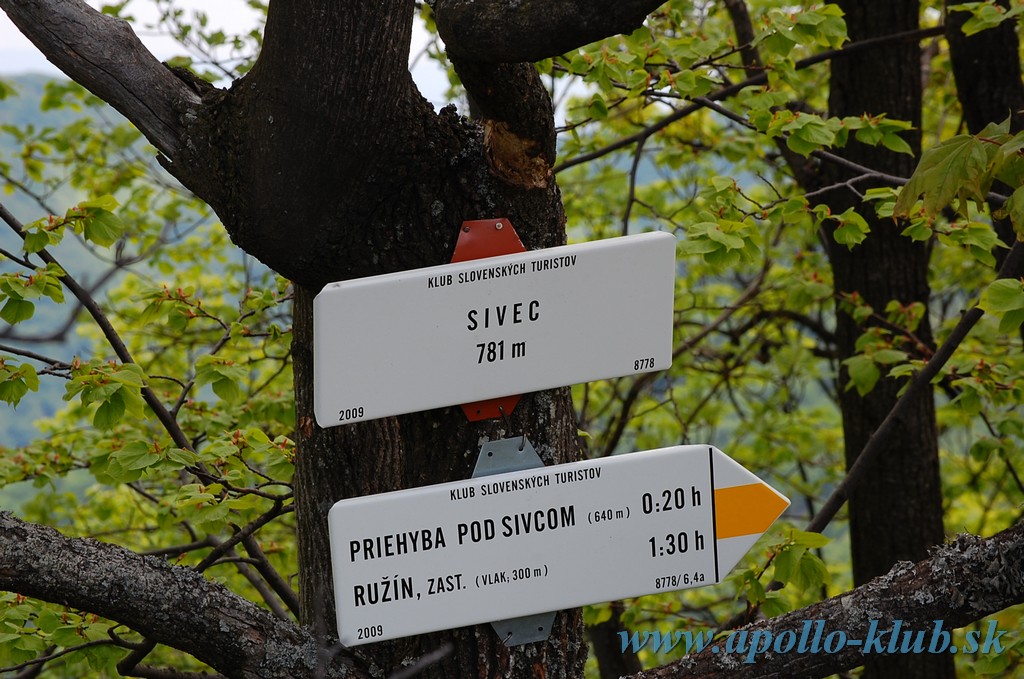 KLUB SLOVENSKÝCH TURISTOV
SIVEC
781 m
2009 8778
KLUB SLOVENSKÝCH TURISTOV
PRIEHYBA POD SIVCOM (640 m) 0:20 h
RUŽÍN, ZAST. (VLAK; 300 m) 1:30 h
2009 8778/6,4a
www.apollo-klub.sk